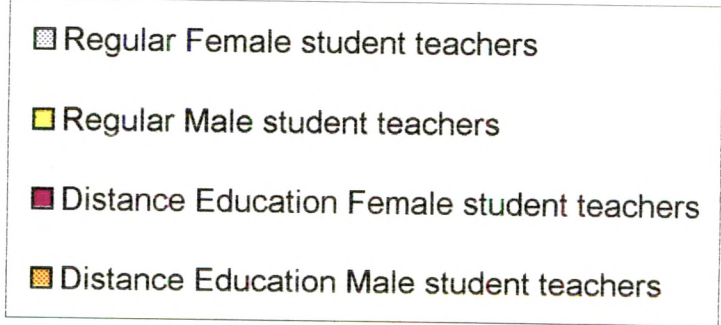 Regular Female student teachers
Regular Male student teachers
Distance Education Female student teachers
Distance Education Male student teachers